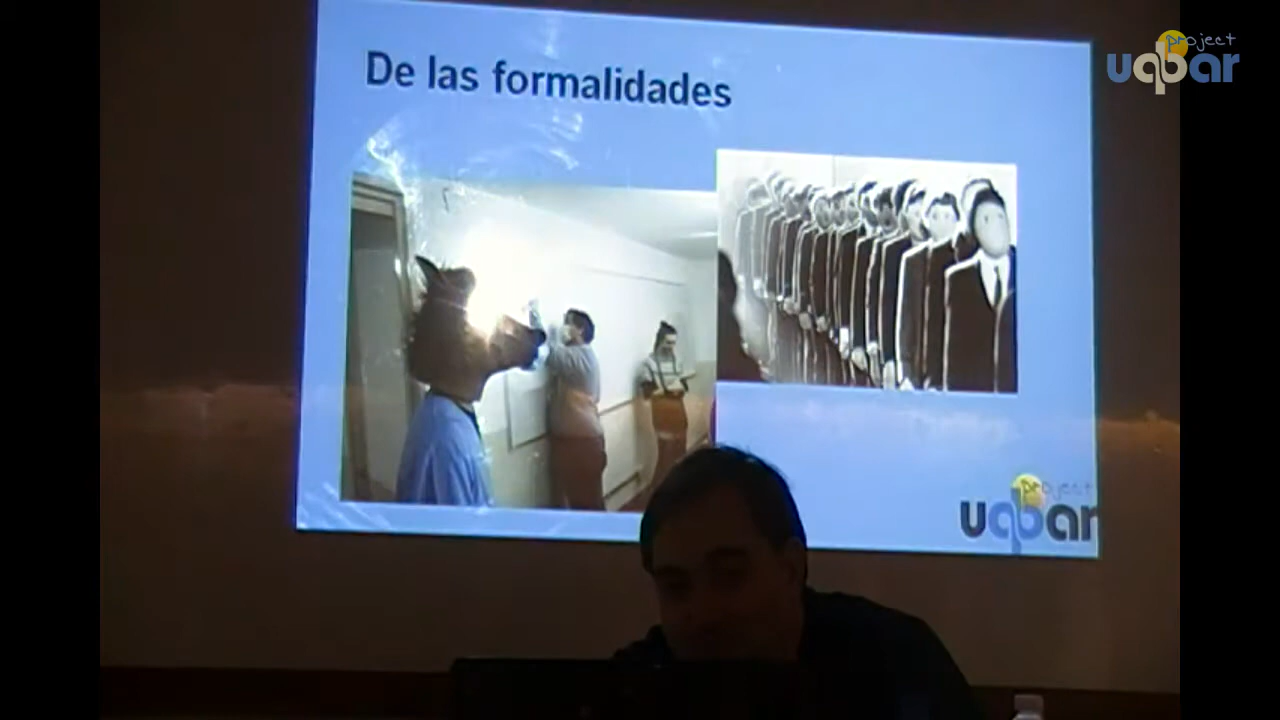 De las formalidades
project
uqbar
project
uqbar